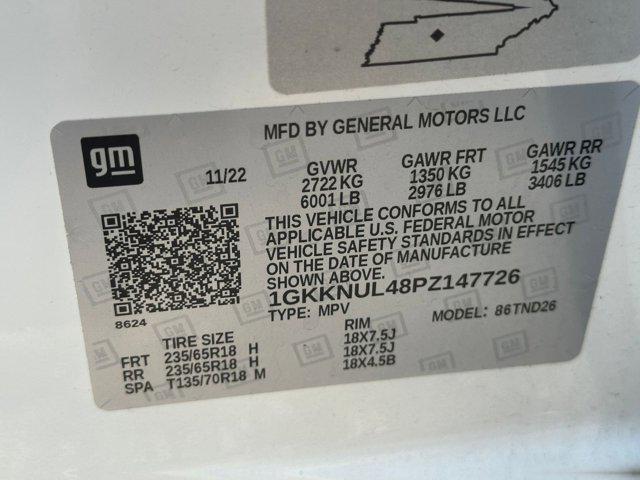 gm
MFD BY GENERAL MOTORS LLC
11/22
GVWR GAWR FRT GAWR RR
2722 KG 1350 KG 1545 KG
6001 LB 2976 LB 3406 LB
THIS VEHICLE CONFORMS TO ALL
APPLICABLE U.S. FEDERAL MOTOR
VEHICLE SAFETY STANDARDS IN EFFECT
ON THE DATE OF MANUFACTURE
SHOWN ABOVE.
1GKKNUL48PZ147726
TYPE: MPV MODEL: 86TND26
8624
TIRE SIZE RIM
FRT 235/65R18 H 18X7.5J
RR 235/65R18 H 18X7.5J
SPA T135/70R18 M 18X4.5B